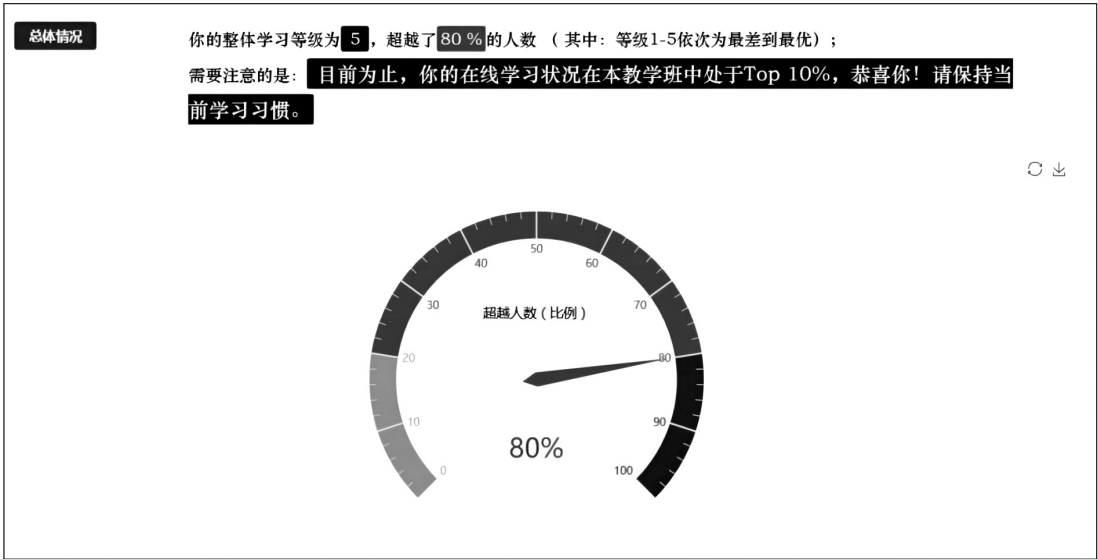 总体情况
你的整体学习等级为 5 ，超越了 80 % 的人数 （ 其中：等级1-5依次为最差到最优）；
需要注意的是： 目前为止，你的在线学习状况在本教学班中处于Top 10%，恭喜你！请保持当
前学习习惯。
50
40
60
30
70
超越人数（比例）
20
80
10
90
80%
0
100